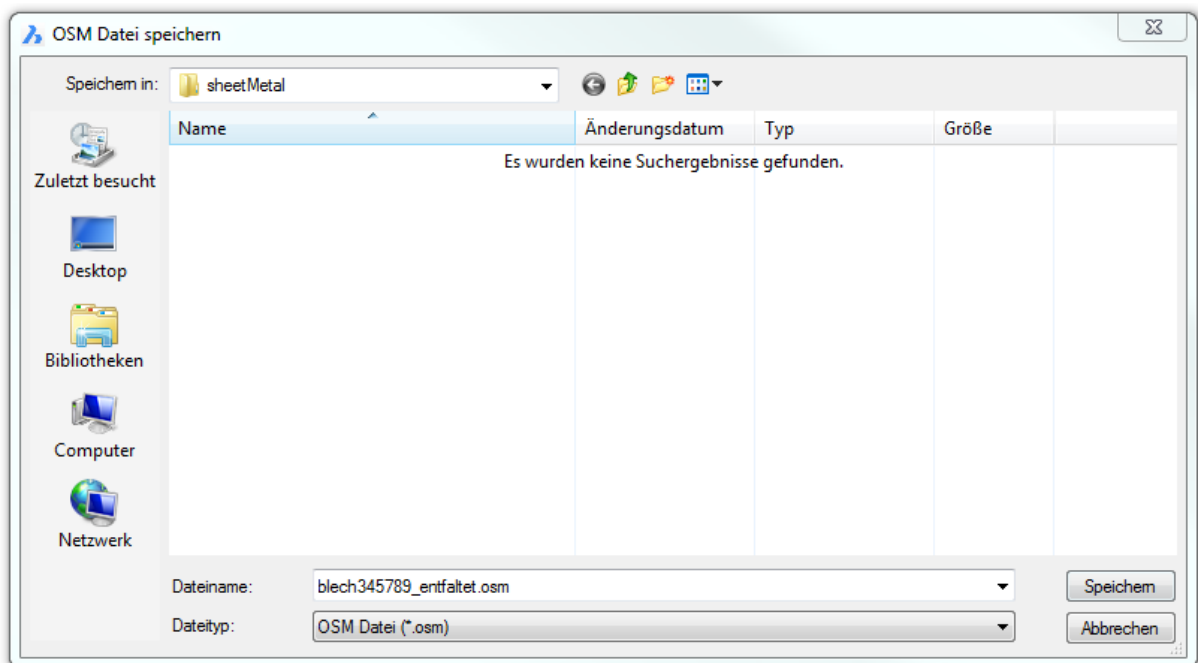 OSM Datei speichern
Speichern in: sheetMetal
Name Änderungsdatum Typ Größe
Es wurden keine Suchergebnisse gefunden.
Zuletzt besucht
Desktop
Bibliotheken
Computer
Netzwerk
Dateiname: blech345789_entfaltet.osm Speichern
Dateityp: OSM Datei (*.osm) Abbrechen